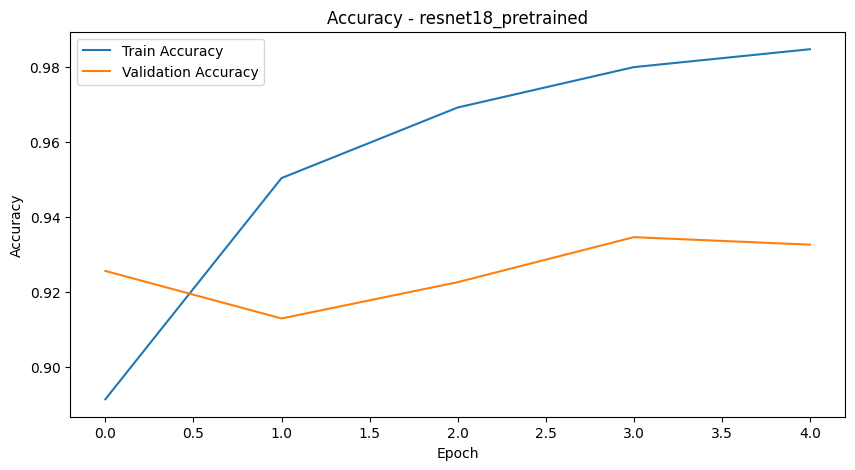 Accuracy - resnet18_pretrained
Train Accuracy
Validation Accuracy
Accuracy
0.98
0.96
0.94
0.92
0.90
0.0 0.5 1.0 1.5 2.0 2.5 3.0 3.5 4.0
Epoch